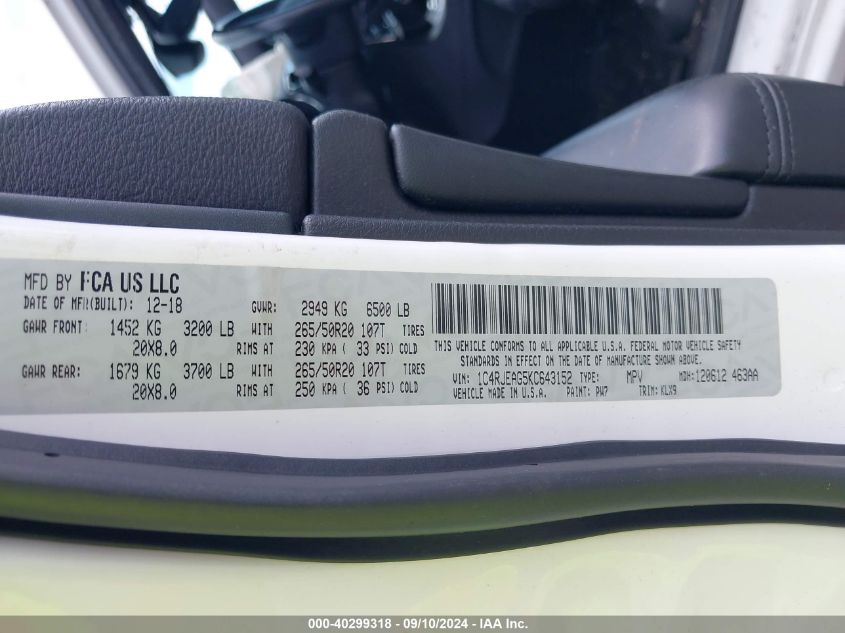 MFD BY FCA US LLC
DATE OF MFR(BUILT): 12-18 GVWR: 2949 KG 6500 LB
GAWR FRONT: 1452 KG 3200 LB WITH 265/50R20 107T TIRES
20X8.0 RIMS AT 230 KPA ( 33 PSI) COLD
GAWR REAR: 1679 KG 3700 LB WITH 265/50R20 107T TIRES
20X8.0 RIMS AT 250 KPA ( 36 PSI) COLD
THIS VEHICLE CONFORMS TO ALL APPLICABLE U.S.A. FEDERAL MOTOR VEHICLE SAFETY
STANDARDS IN EFFECT ON THE DATE OF MANUFACTURE SHOWN ABOVE.
VIN: 1C4RJEAG5KC643152 TYPE: MPV MDH: 120612 463AA
VEHICLE MADE IN U.S.A. PAINT: PW7 TRIM: KLX9
000-40299318 - 09/10/2024 - IAA Inc.